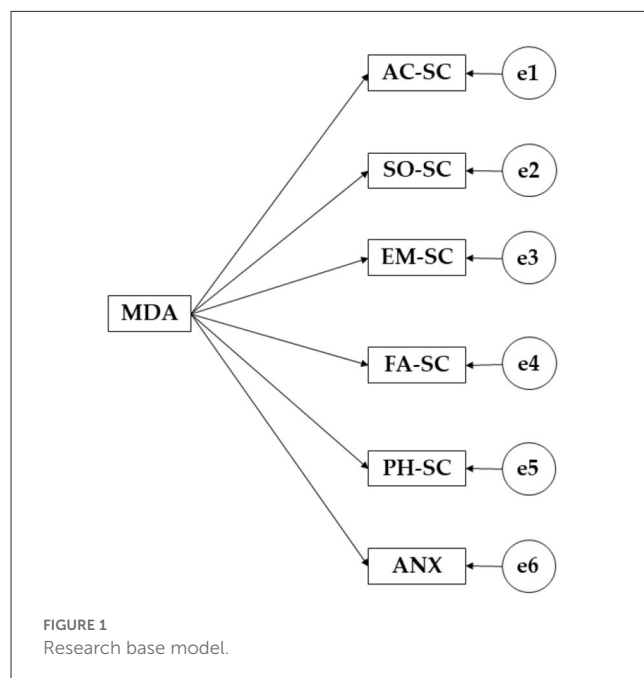 AC-SC
e1
SO-SC
e2
EM-SC
e3
MDA
FA-SC
e4
PH-SC
e5
ANX
e6
FIGURE 1
Research base model.